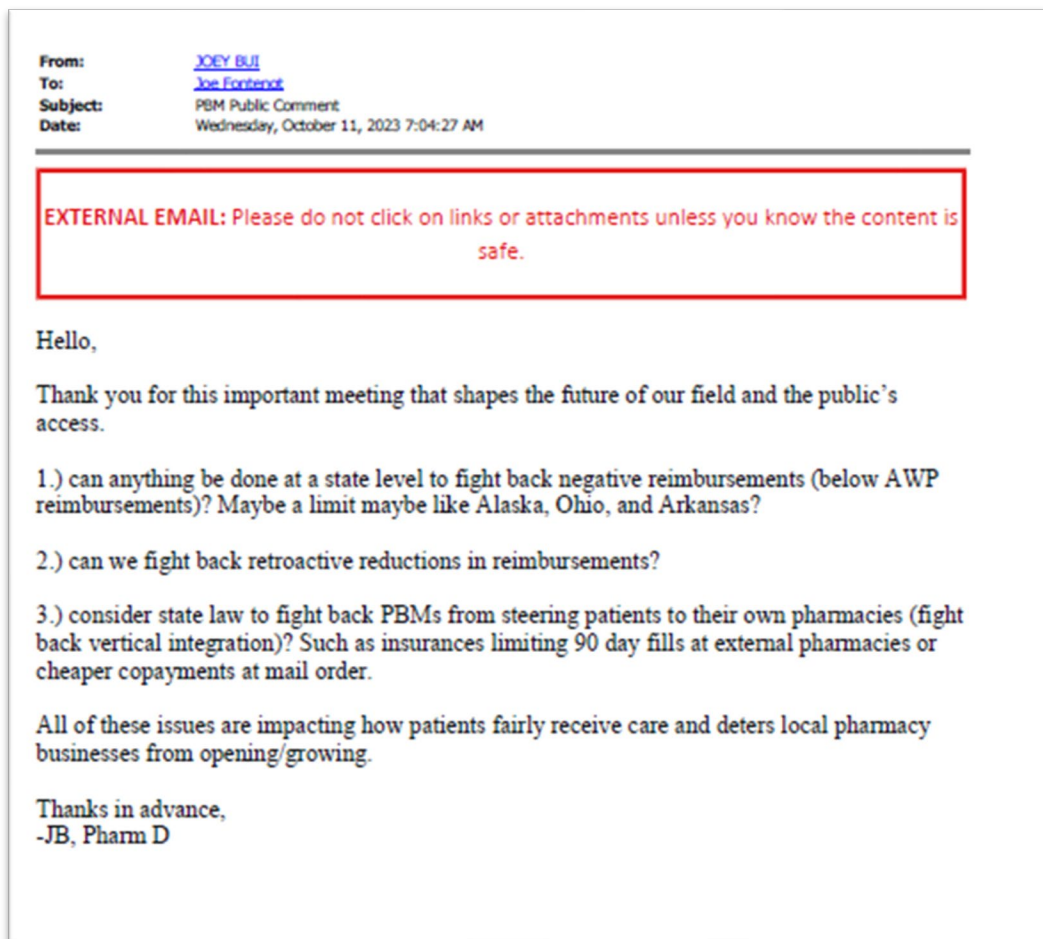 From: JOEY BUI
To: Joe Fontenot
Subject: PBM Public Comment
Date: Wednesday, October 11, 2023 7:04:27 AM
EXTERNAL EMAIL: Please do not click on links or attachments unless you know the content is
safe.
Hello,
Thank you for this important meeting that shapes the future of our field and the public’s
access.
1.) can anything be done at a state level to fight back negative reimbursements (below AWP
reimbursements)? Maybe a limit maybe like Alaska, Ohio, and Arkansas?
2.) can we fight back retroactive reductions in reimbursements?
3.) consider state law to fight back PBMs from steering patients to their own pharmacies (fight
back vertical integration)? Such as insurances limiting 90 day fills at external pharmacies or
cheaper copayments at mail order.
All of these issues are impacting how patients fairly receive care and deters local pharmacy
businesses from opening/growing.
Thanks in advance,
-JB, Pharm D